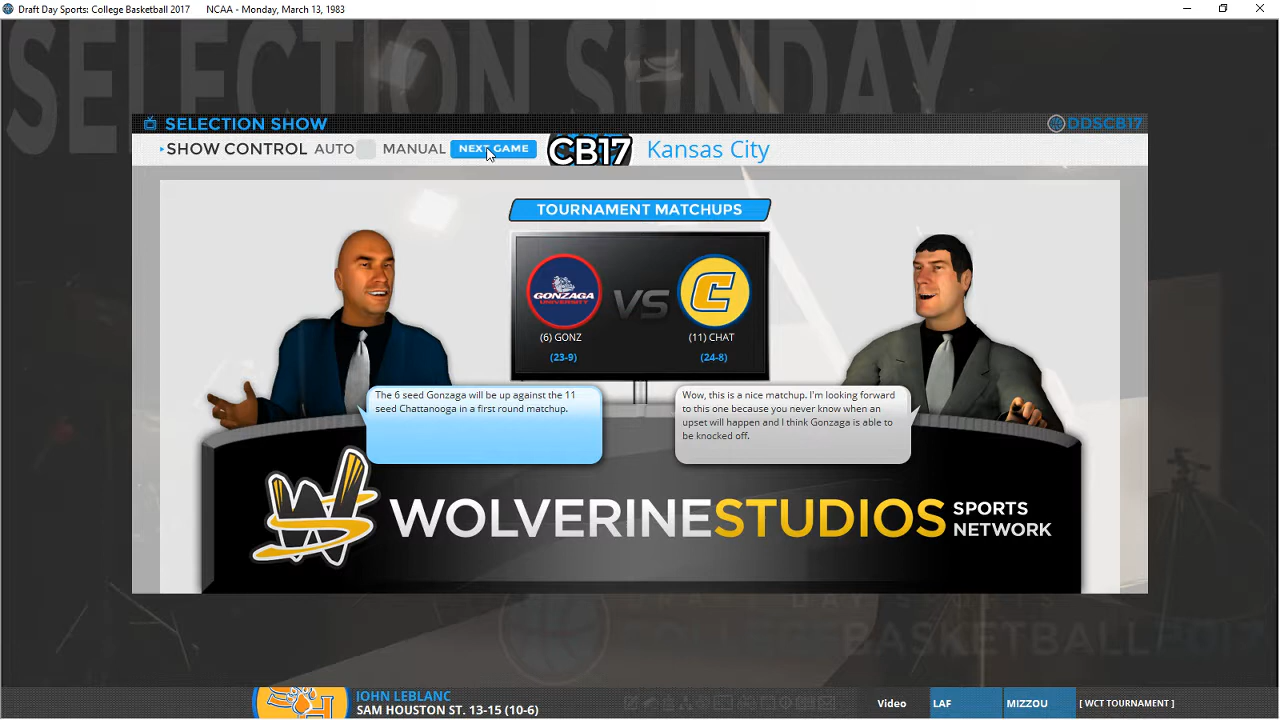 Draft Day Sports: College Basketball 2017 NCAA - Monday, March 13, 1983
SELECTION SUNDAY
SELECTION SHOW
DDSCB17
SHOW CONTROL AUTO MANUAL NEXT GAME CB17 Kansas City
TOURNAMENT MATCHUPS
GONZAGA
UNIVERSITY
VS
C
(6) GONZ
(11) CHAT
(23-9)
(24-8)
The 6 seed Gonzaga will be up against the 11
seed Chattanooga in a first round matchup.
Wow, this is a nice matchup. I'm looking forward
to this one because you never know when an
upset will happen and I think Gonzaga is able to
be knocked off.
WOLVERINESTUDIOS
SPORTS
NETWORK
DRAFT DAY SPORTS
COLLEGEBASKETBALL2017
JOHN LEBLANC
SAM HOUSTON ST. 13-15 (10-6)
Video LAF MIZZOU [ WCT TOURNAMENT ]